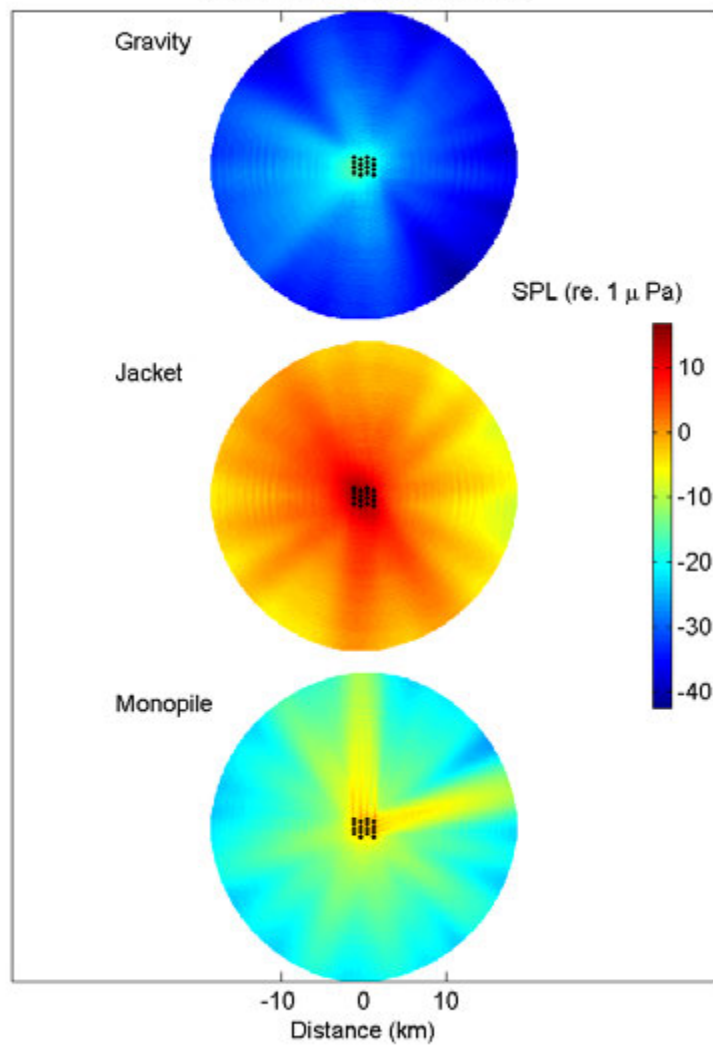 Gravity
SPL (re. 1 μ Pa)
10
0
-10
-20
-30
-40
Jacket
Monopile
-10 0 10
Distance (km)